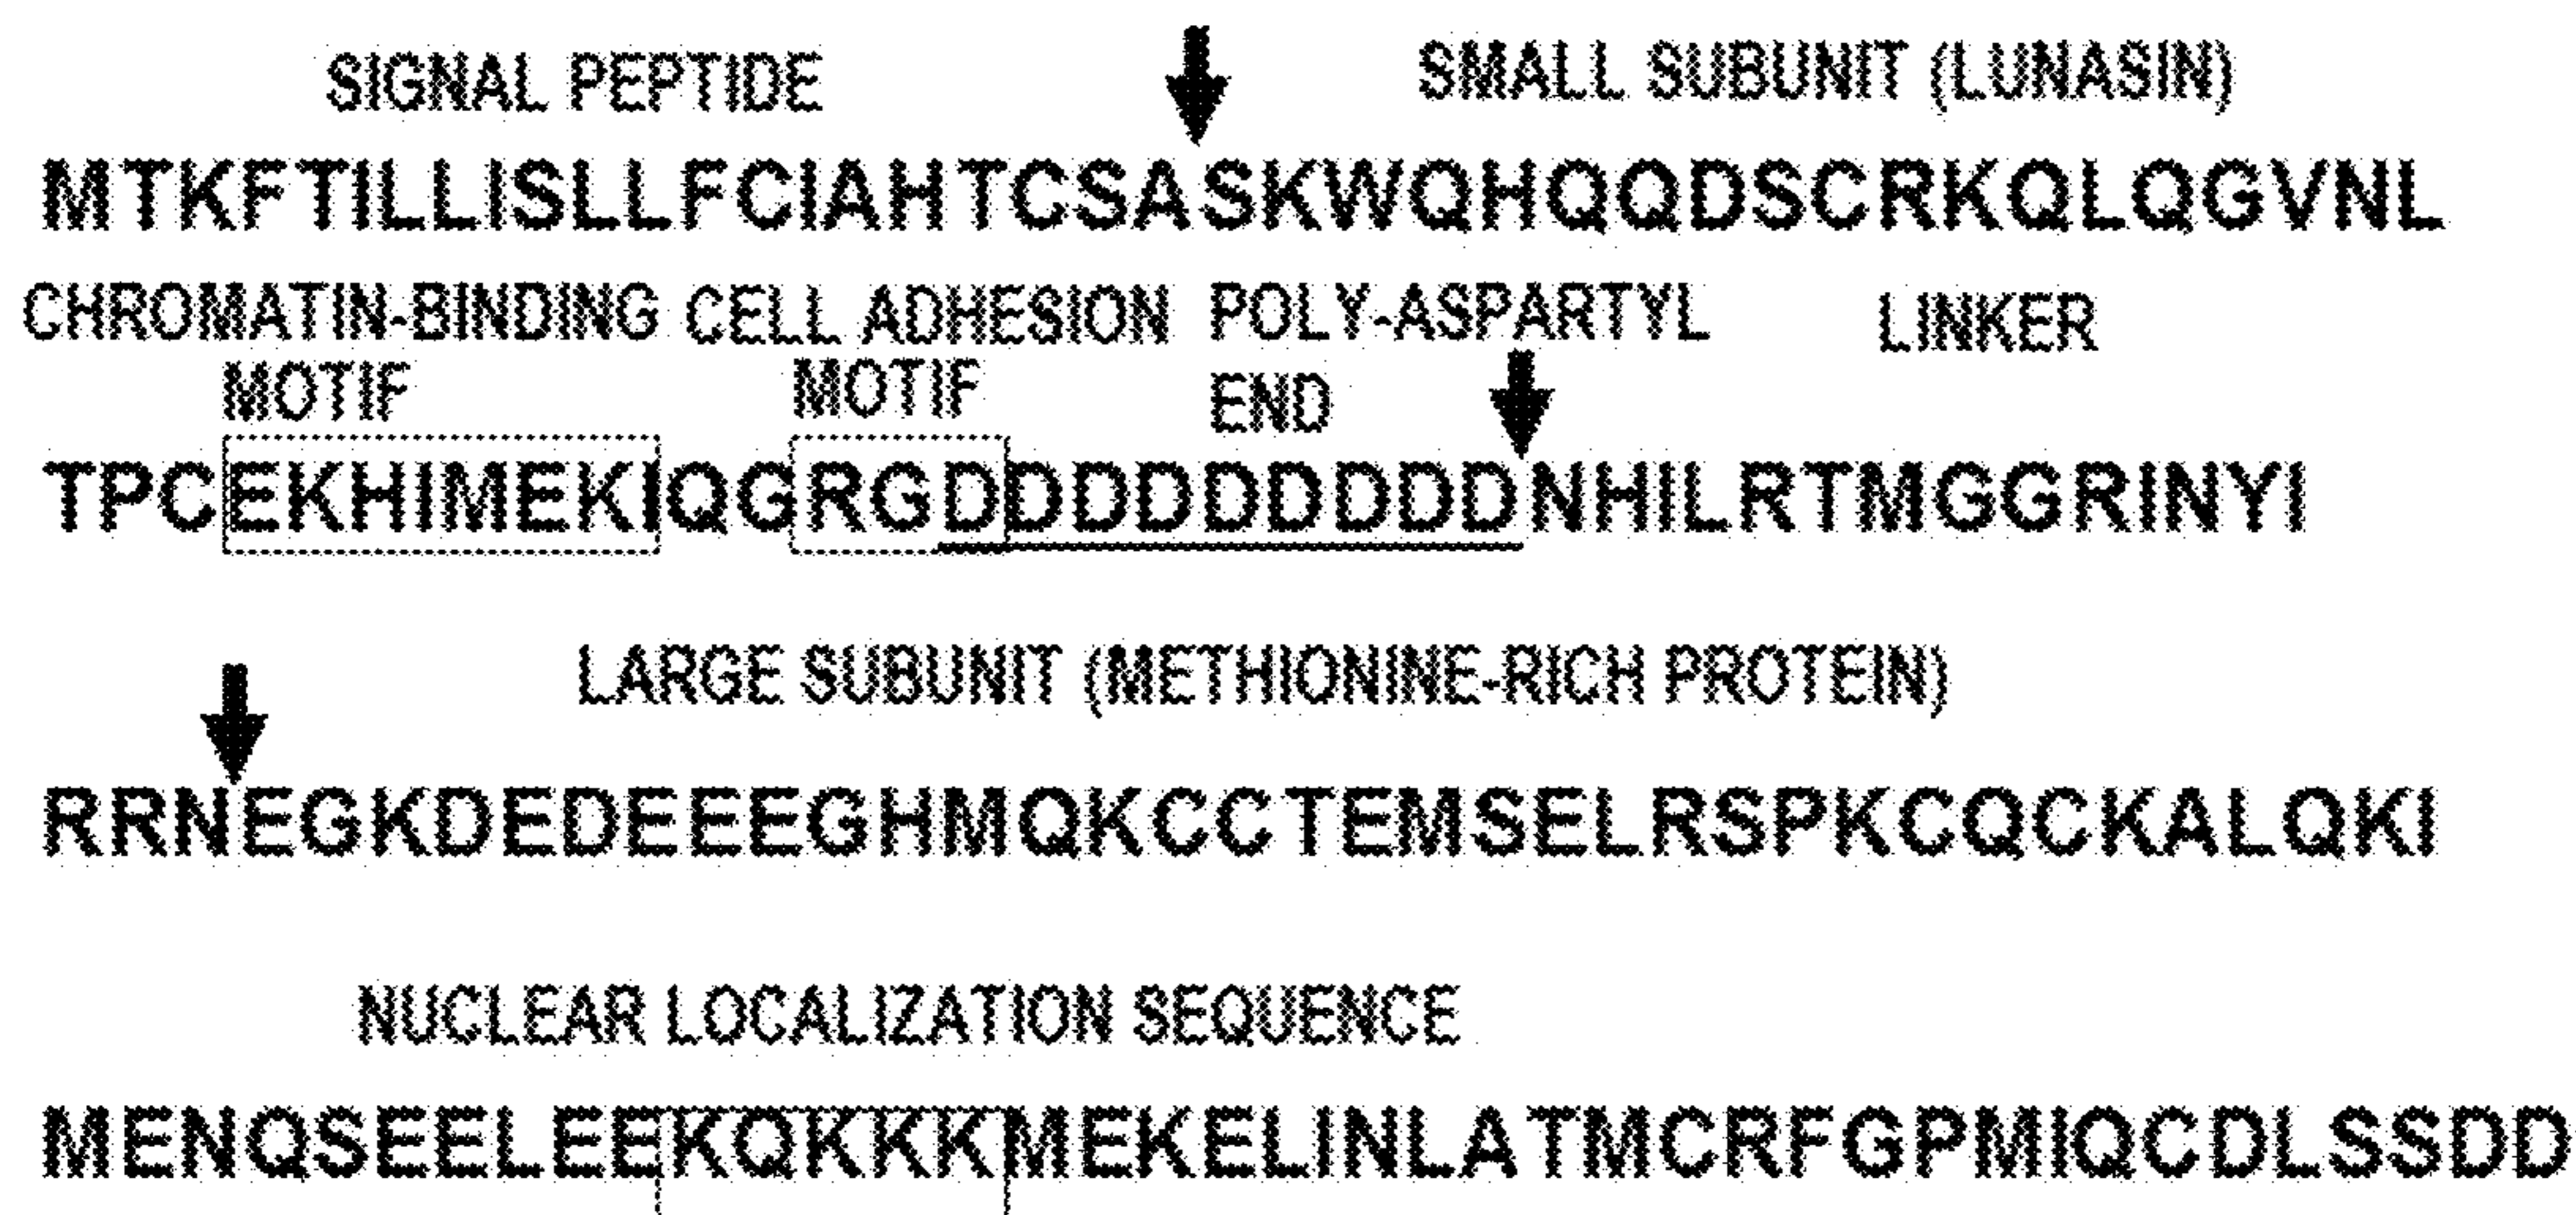 SIGNAL PEPTIDE SMALL SUBUNIT (LUNASIN)
MTKFTILLISLLFCIAHTCSASKWQHQQDSCRKQLQGVNL
CHROMATIN-BINDING CELL ADHESION POLY-ASPARTYL LINKER
MOTIF MOTIF END
TPCEKHIMEKIQGRGDDDDDDDDDNHILRTMGGRINYI
LARGE SUBUNIT (METHIONINE-RICH PROTEIN)
RRNEGKDEDEEEGHMQKCCTEMSELRSPKCQCKALQKI
NUCLEAR LOCALIZATION SEQUENCE
MENQSEELEEKQKKKMEKELINLATMCRFGPMIQCDLSSDD